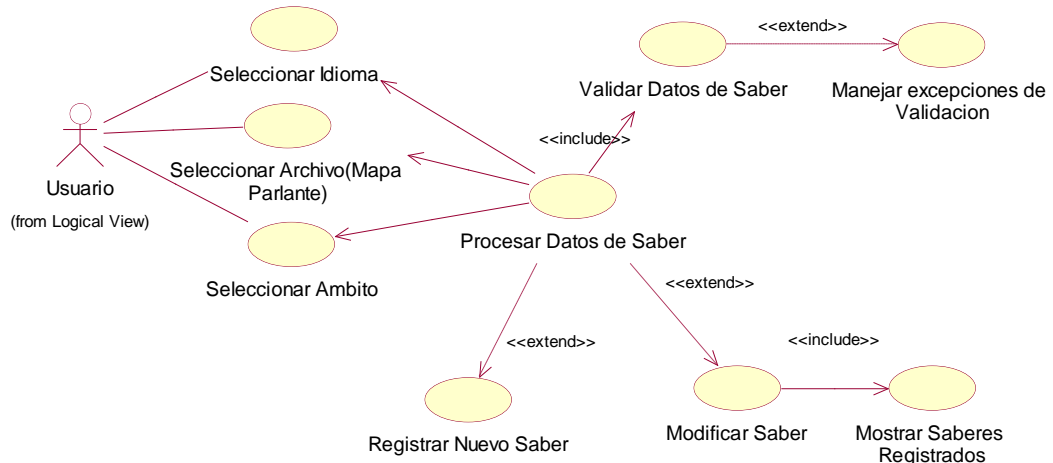 Seleccionar Idioma
<<extend>>
Validar Datos de Saber
Manejar excepciones de
Validacion
<<include>>
Seleccionar Archivo(Mapa
Parlante)
Usuario
(from Logical View)
Procesar Datos de Saber
Seleccionar Ambito
<<extend>>
<<extend>>
<<include>>
Registrar Nuevo Saber
Modificar Saber
Mostrar Saberes
Registrados